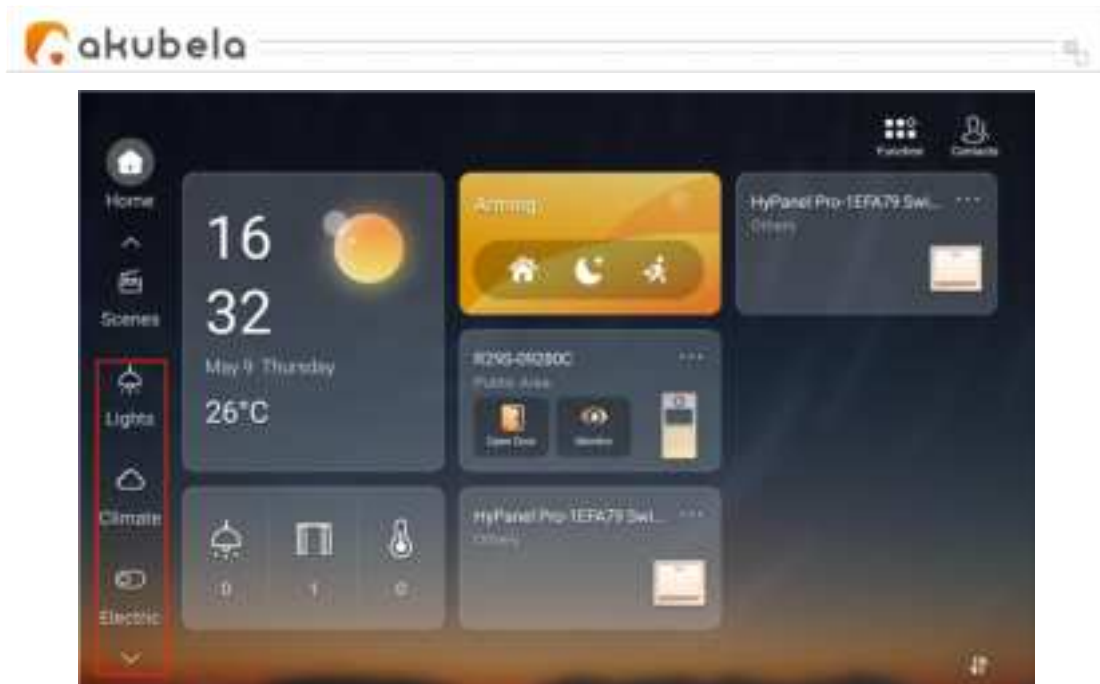 akubela
Function
Contacts
Home
Scenes
Lights
Climate
Electric
16
32
May 9 Thursday
26°C
0
1
0
Arming
R29S-09280C
Public Area
Open Door
Monitor
HyPanel Pro-1EFA79 Swi...
Others
HyPanel Pro-1EFA79 Swi...
Others